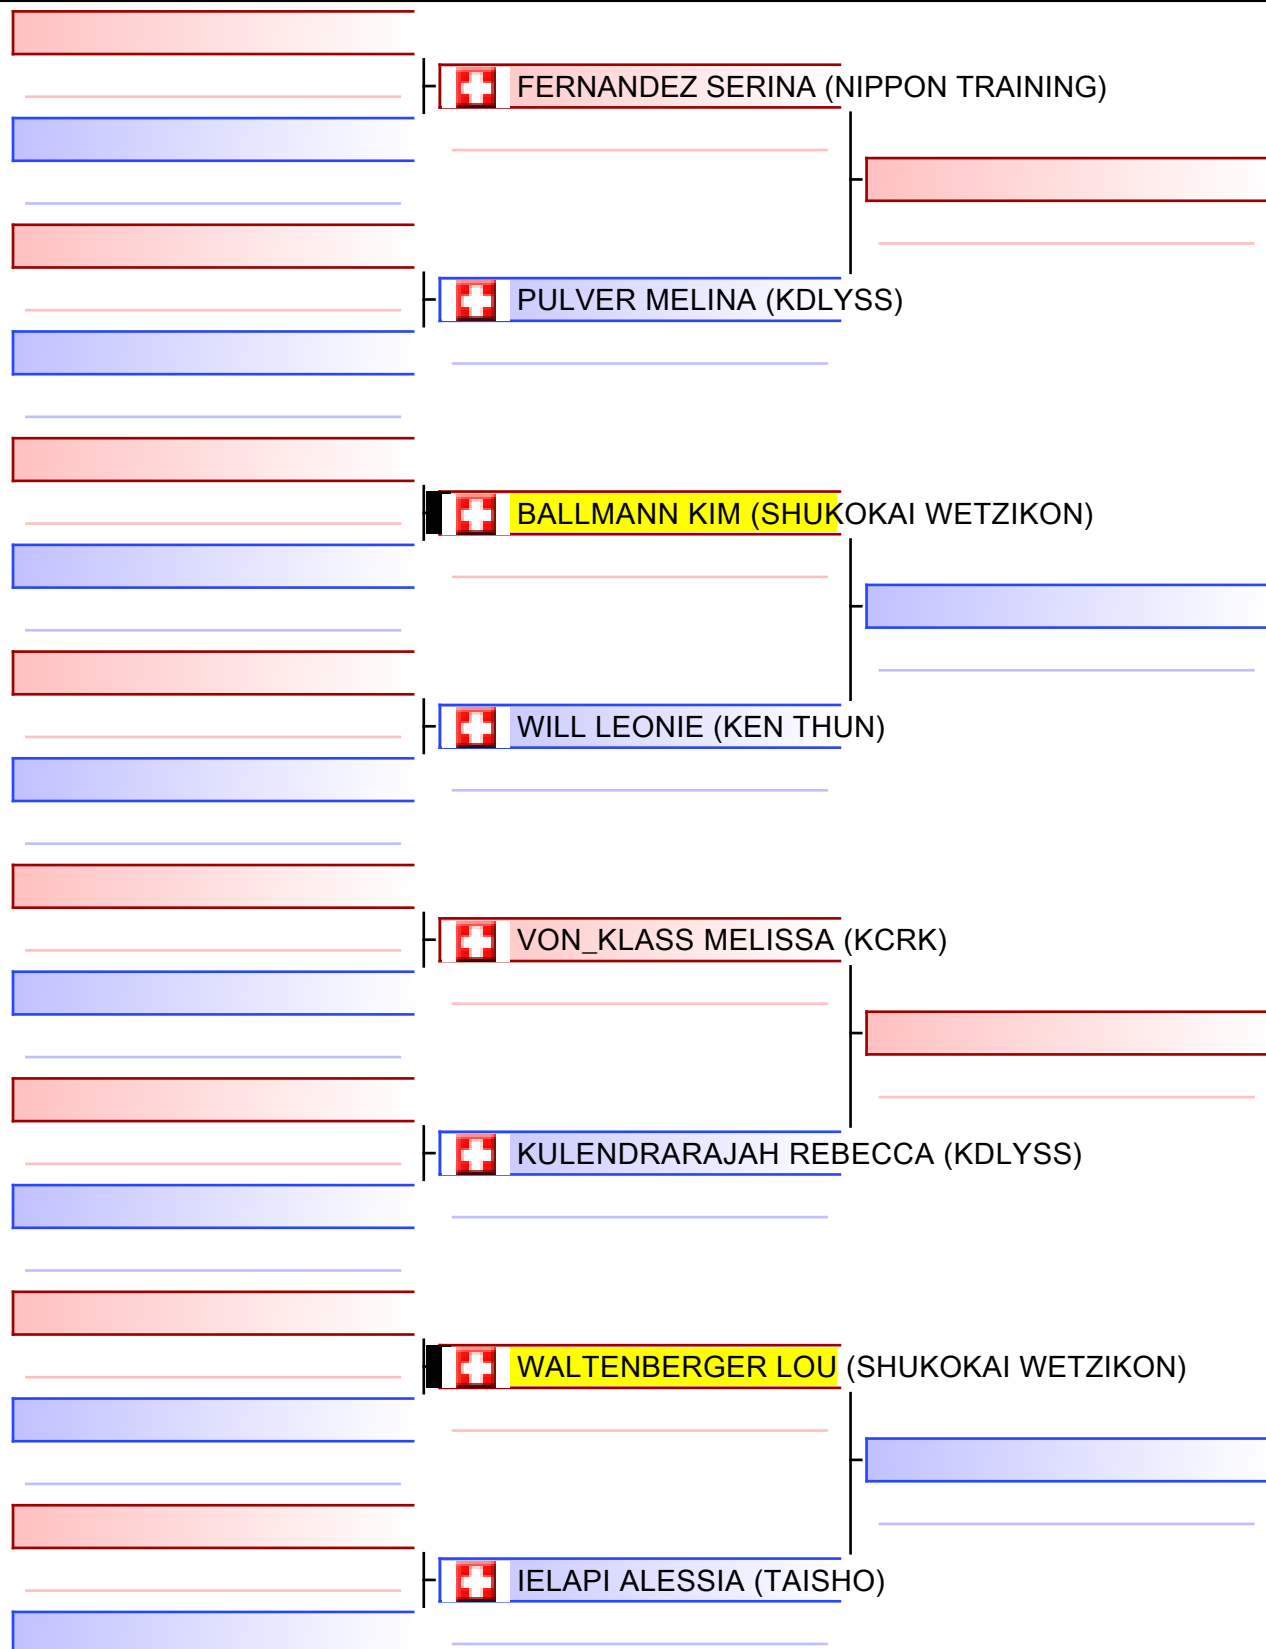 FERNANDEZ SERINA (NIPPON TRAINING)
PULVER MELINA (KDLYSS)
BALLMANN KIM (SHUKOKAI WETZIKON)
WILL LEONIE (KEN THUN)
VON_KLASS MELISSA (KCRK)
KULENDRARAJAH REBECCA (KDLYSS)
WALTENBERGER LOU (SHUKOKAI WETZIKON)
IELAPI ALESSIA (TAISHO)